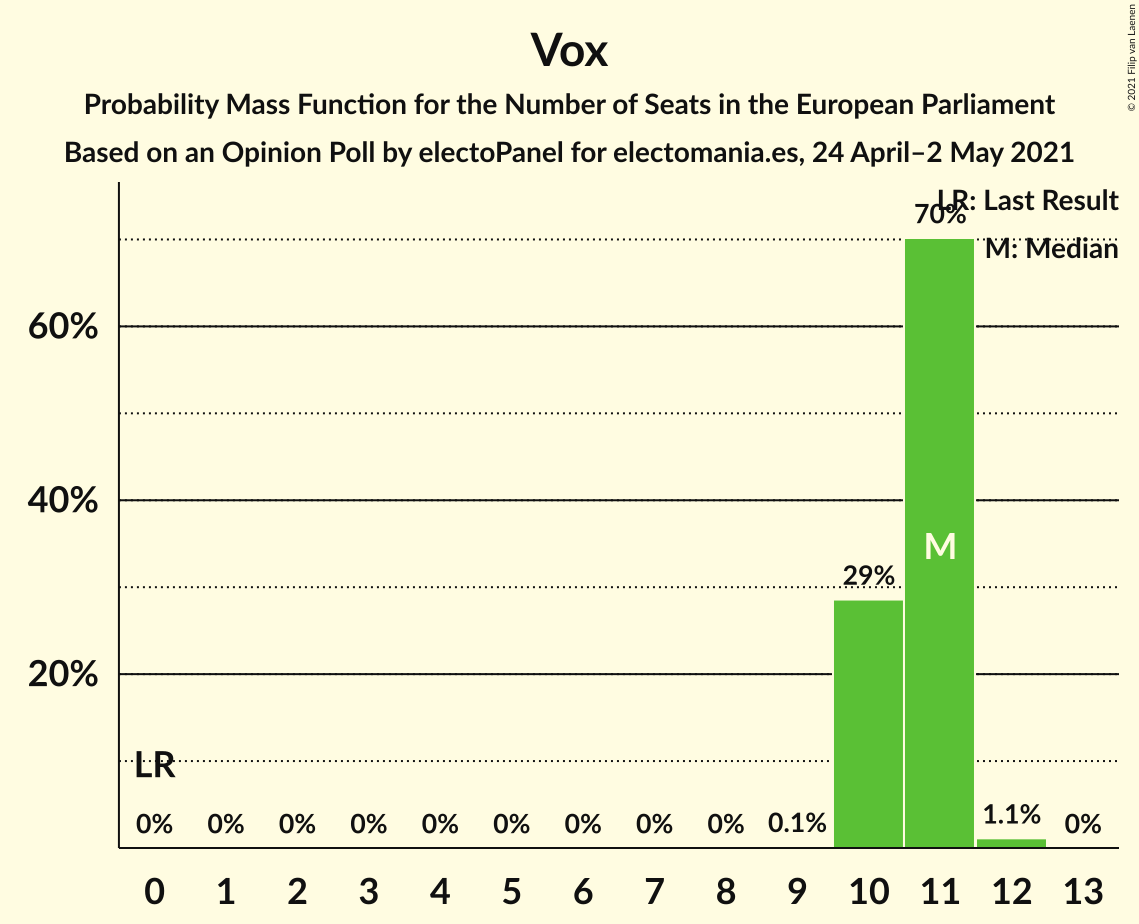 Vox
Probability Mass Function for the Number of Seats in the European Parliament
Based on an Opinion Poll by electoPanel for electomania.es, 24 April–2 May 2021
© 2021 Filip van Laenen
LR: Last Result
M: Median
70%
60%
40%
M
29%
20%
LR
0% 0% 0% 0% 0% 0% 0% 0% 0% 0.1% 1.1% 0%
0 1 2 3 4 5 6 7 8 9 10 11 12 13